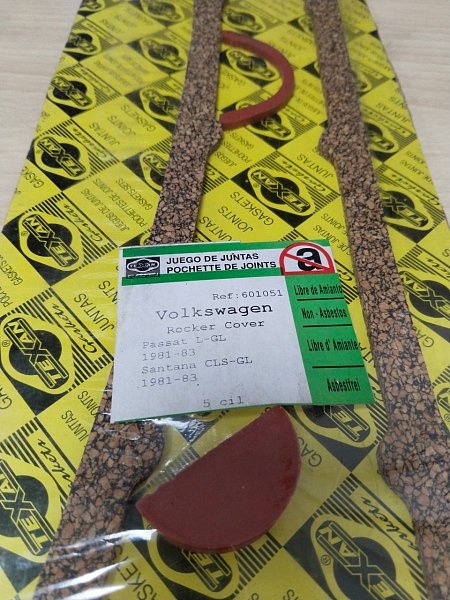 JUEGO DE JUNTAS
POCHETTE DE JOINTS
a
Ref:601051
Volkswagen
Rocker Cover
Passat L-GL
1981-83
Santana CLS-GL
1981-83
5 cil
Libre de Amianto
Non - Asbestos
Libre d' Amiante
Asbestfrei
TEXAN
Gaskets
JUNTAS
GASKETS
JOINTS